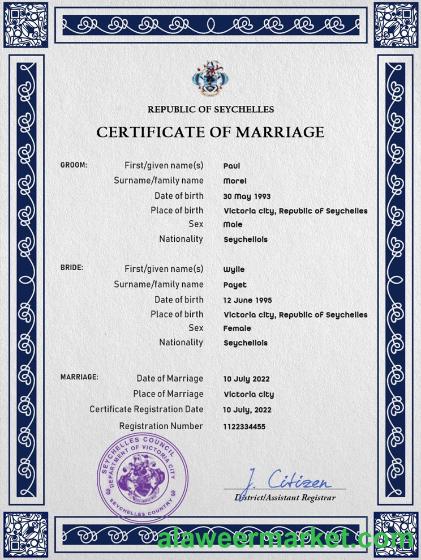 REPUBLIC OF SEYCHELLES
CERTIFICATE OF MARRIAGE
GROOM: First/given name(s) Paul
Surname/family name Morel
Date of birth 30 May 1993
Place of birth Victoria city, Republic of Seychelles
Sex Male
Nationality Seychellois
BRIDE: First/given name(s) Wylie
Surname/family name Payet
Date of birth 12 June 1995
Place of birth Victoria city, Republic of Seychelles
Sex Female
Nationality Seychellois
MARRIAGE: Date of Marriage 10 July 2022
Place of Marriage Victoria city
Certificate Registration Date 10 July, 2022
Registration Number 1122334455
SEYCHELLES COUNCIL
DEPARTMENT OF VICTORIA CITY
SEYCHELLES COUNTRY
J. Citizen
District/Assistant Registrar
alaweermarket.com